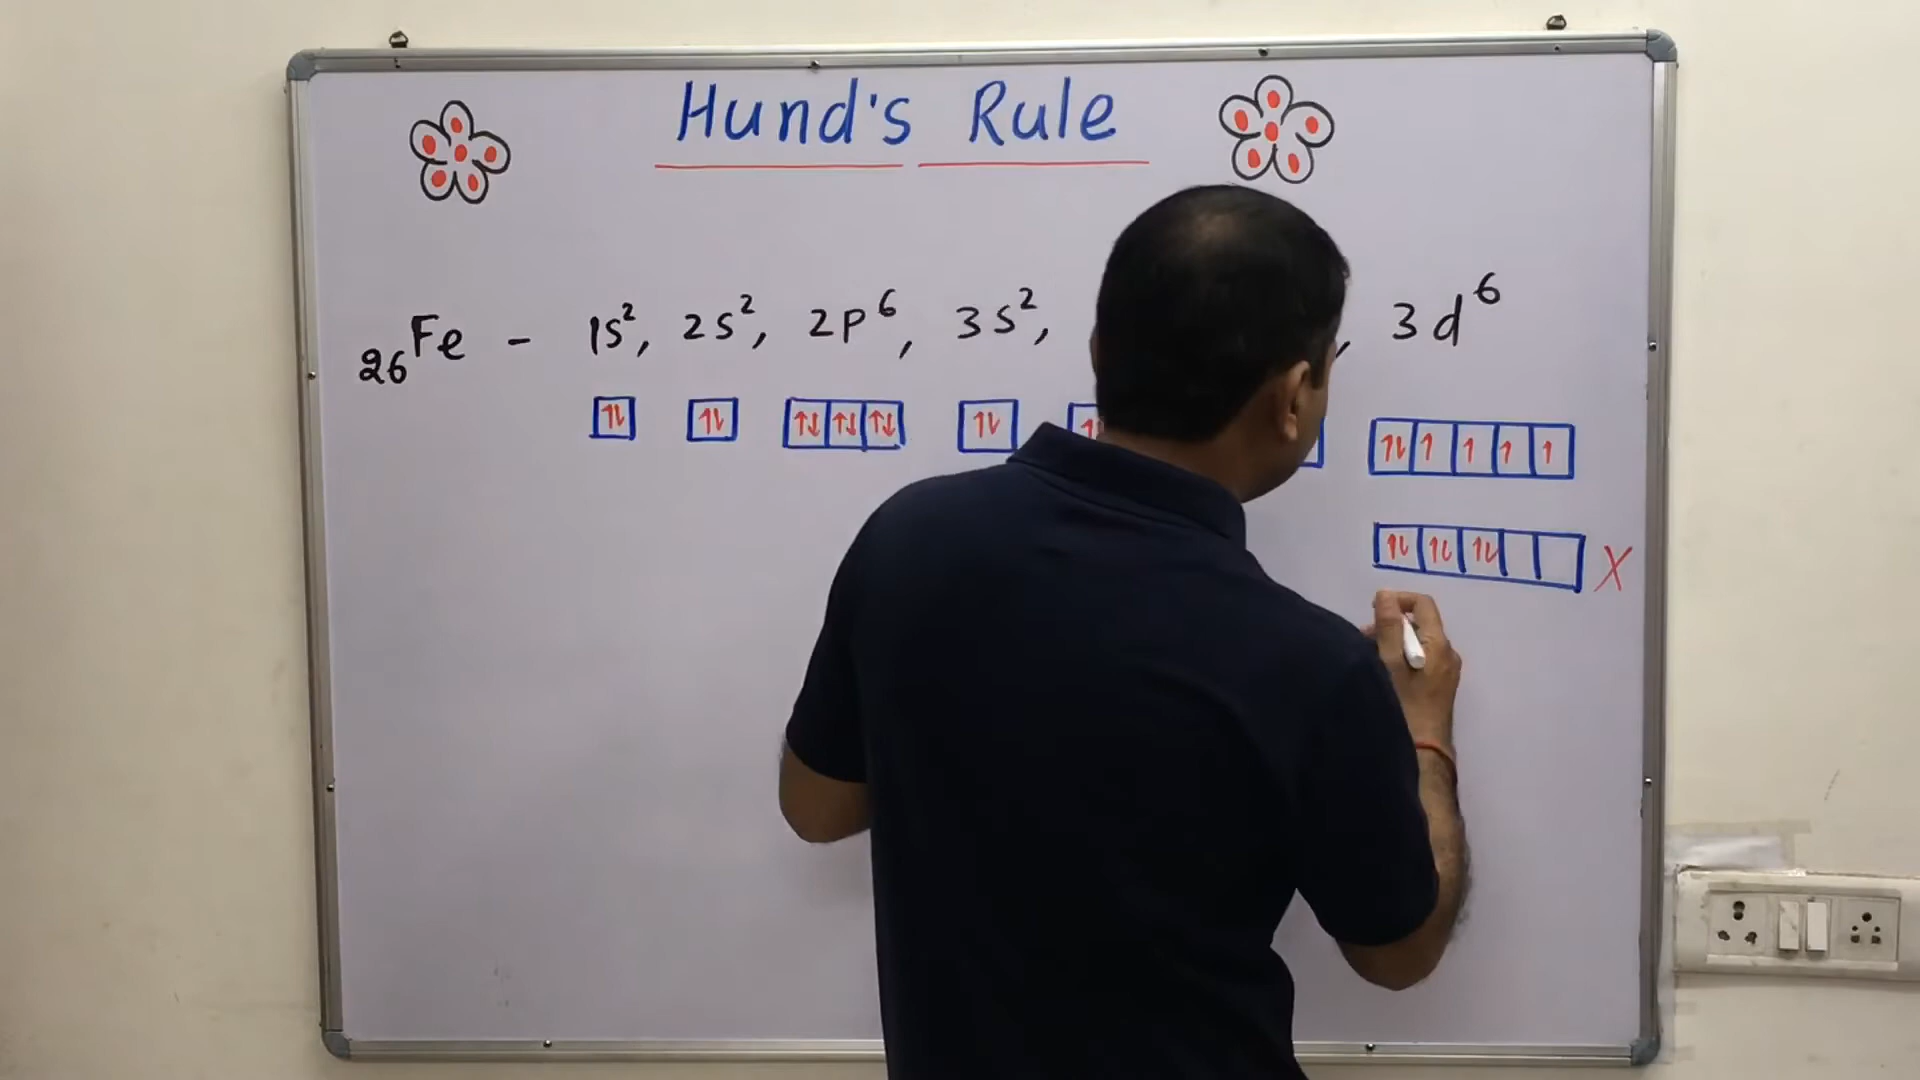 Hund's Rule
₂₆Fe - 1s², 2s², 2p⁶, 3s², , 3d⁶
↑↓ ↑↓ ↑↓ ↑↓ ↑↓ ↑↓ ↑↓ ↑ ↑ ↑ ↑
↑↓ ↑↓ ↑↓ X